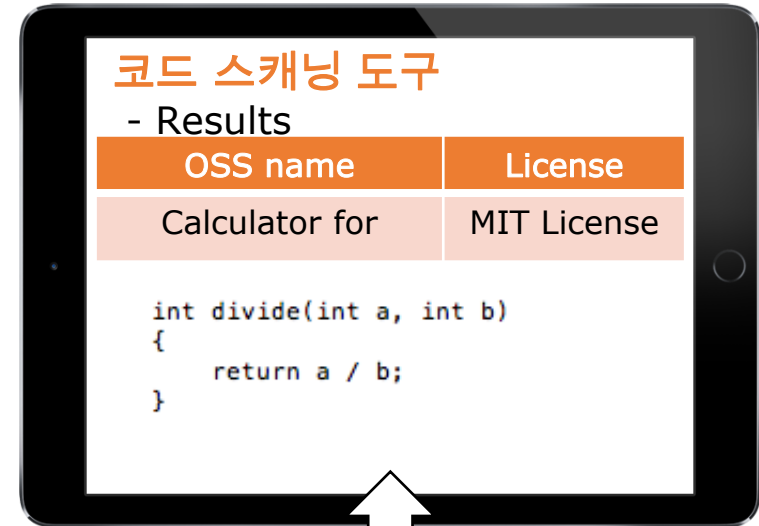 코드 스캐닝 도구
- Results
OSS name License
Calculator for MIT License
int divide(int a, int b)
{
    return a / b;
}